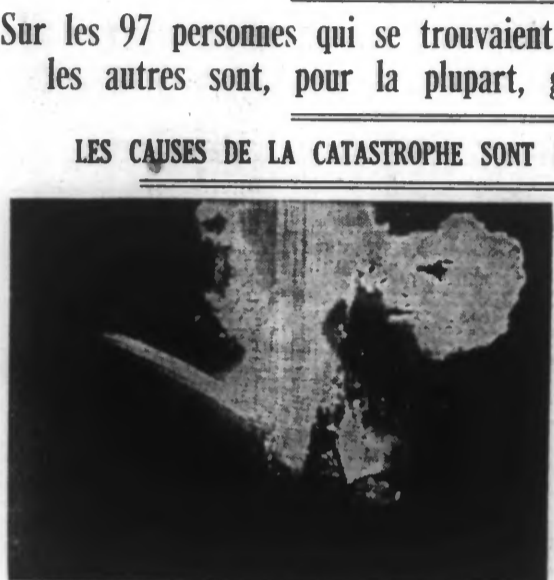 Sur les 97 personnes qui se trouvaient
les autres sont, pour la plupart,
LES CAUSES DE LA CATASTROPHE SONT